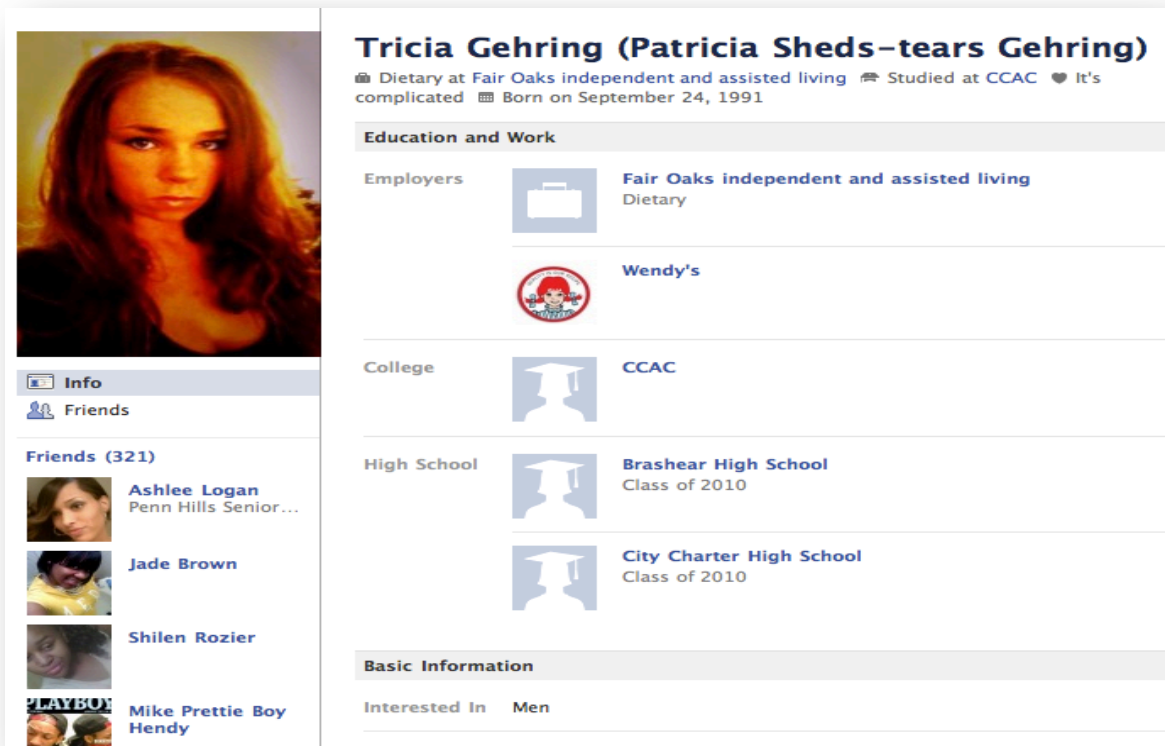 Tricia Gehring (Patricia Sheds-tears Gehring)
Dietary at Fair Oaks independent and assisted living Studied at CCAC It's
complicated Born on September 24, 1991
Education and Work
Employers
Fair Oaks independent and assisted living
Dietary
Wendy's
College
CCAC
High School
Brashear High School
Class of 2010
City Charter High School
Class of 2010
Basic Information
Interested In Men
Info
Friends
Friends (321)
Ashlee Logan
Penn Hills Senior...
Jade Brown
Shilen Rozier
PLAYBOY
Mike Prettie Boy
Hendy